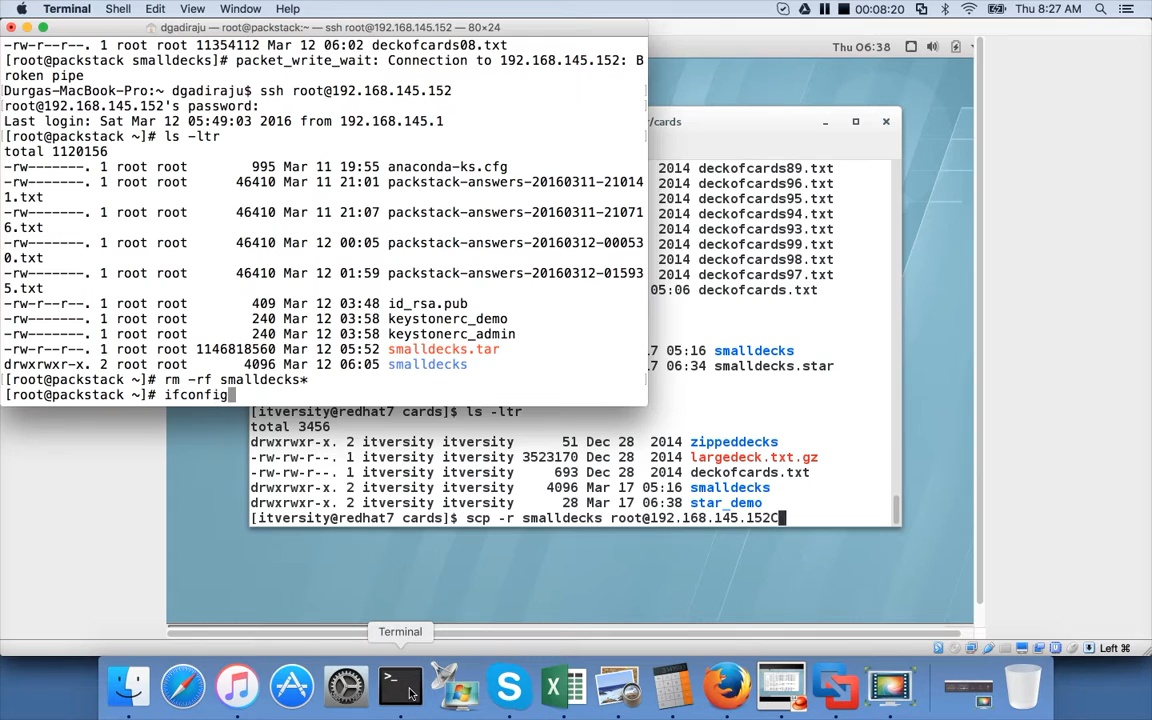 Terminal Shell Edit View Window Help
00:08:20
Thu 8:27 AM
dgadiraju — root@packstack:~ — ssh root@192.168.145.152 — 80×24
-rw-r--r--. 1 root root 11354112 Mar 12 06:02 deckofcards08.txt
[root@packstack smalldecks]# packet_write_wait: Connection to 192.168.145.152: B
roken pipe
Durgas-MacBook-Pro:~ dgadiraju$ ssh root@192.168.145.152
root@192.168.145.152's password:
Last login: Sat Mar 12 05:49:03 2016 from 192.168.145.1
[root@packstack ~]# ls -ltr
total 1120156
-rw-------. 1 root root 995 Mar 11 19:55 anaconda-ks.cfg
-rw-------. 1 root root 46410 Mar 11 21:01 packstack-answers-20160311-21014
1.txt
-rw-------. 1 root root 46410 Mar 11 21:07 packstack-answers-20160311-21071
6.txt
-rw-------. 1 root root 46410 Mar 12 00:05 packstack-answers-20160312-00053
0.txt
-rw-------. 1 root root 46410 Mar 12 01:59 packstack-answers-20160312-01593
5.txt
-rw-r--r--. 1 root root 409 Mar 12 03:48 id_rsa.pub
-rw-------. 1 root root 240 Mar 12 03:58 keystonerc_demo
-rw-------. 1 root root 240 Mar 12 03:58 keystonerc_admin
-rw-r--r--. 1 root root 1146818560 Mar 12 05:52 smalldecks.tar
drwxrwxr-x. 2 root root 4096 Mar 12 06:05 smalldecks
[root@packstack ~]# rm -rf smalldecks*
[root@packstack ~]# ifconfig
Thu 06:38
r/cards
2014 deckofcards89.txt
2014 deckofcards96.txt
2014 deckofcards95.txt
2014 deckofcards94.txt
2014 deckofcards93.txt
2014 deckofcards99.txt
2014 deckofcards98.txt
2014 deckofcards97.txt
05:06 deckofcards.txt
17 05:16 smalldecks
17 06:34 smalldecks.star
[itversity@redhat7 cards]$ ls -ltr
total 3456
drwxrwxr-x. 2 itversity itversity 51 Dec 28 2014 zippeddecks
-rw-rw-r--. 1 itversity itversity 3523170 Dec 28 2014 largedeck.txt.gz
-rw-rw-r--. 1 itversity itversity 693 Dec 28 2014 deckofcards.txt
drwxrwxr-x. 2 itversity itversity 4096 Mar 17 05:16 smalldecks
drwxrwxr-x. 2 itversity itversity 28 Mar 17 06:38 star_demo
[itversity@redhat7 cards]$ scp -r smalldecks root@192.168.145.152C
Terminal
Left ⌘